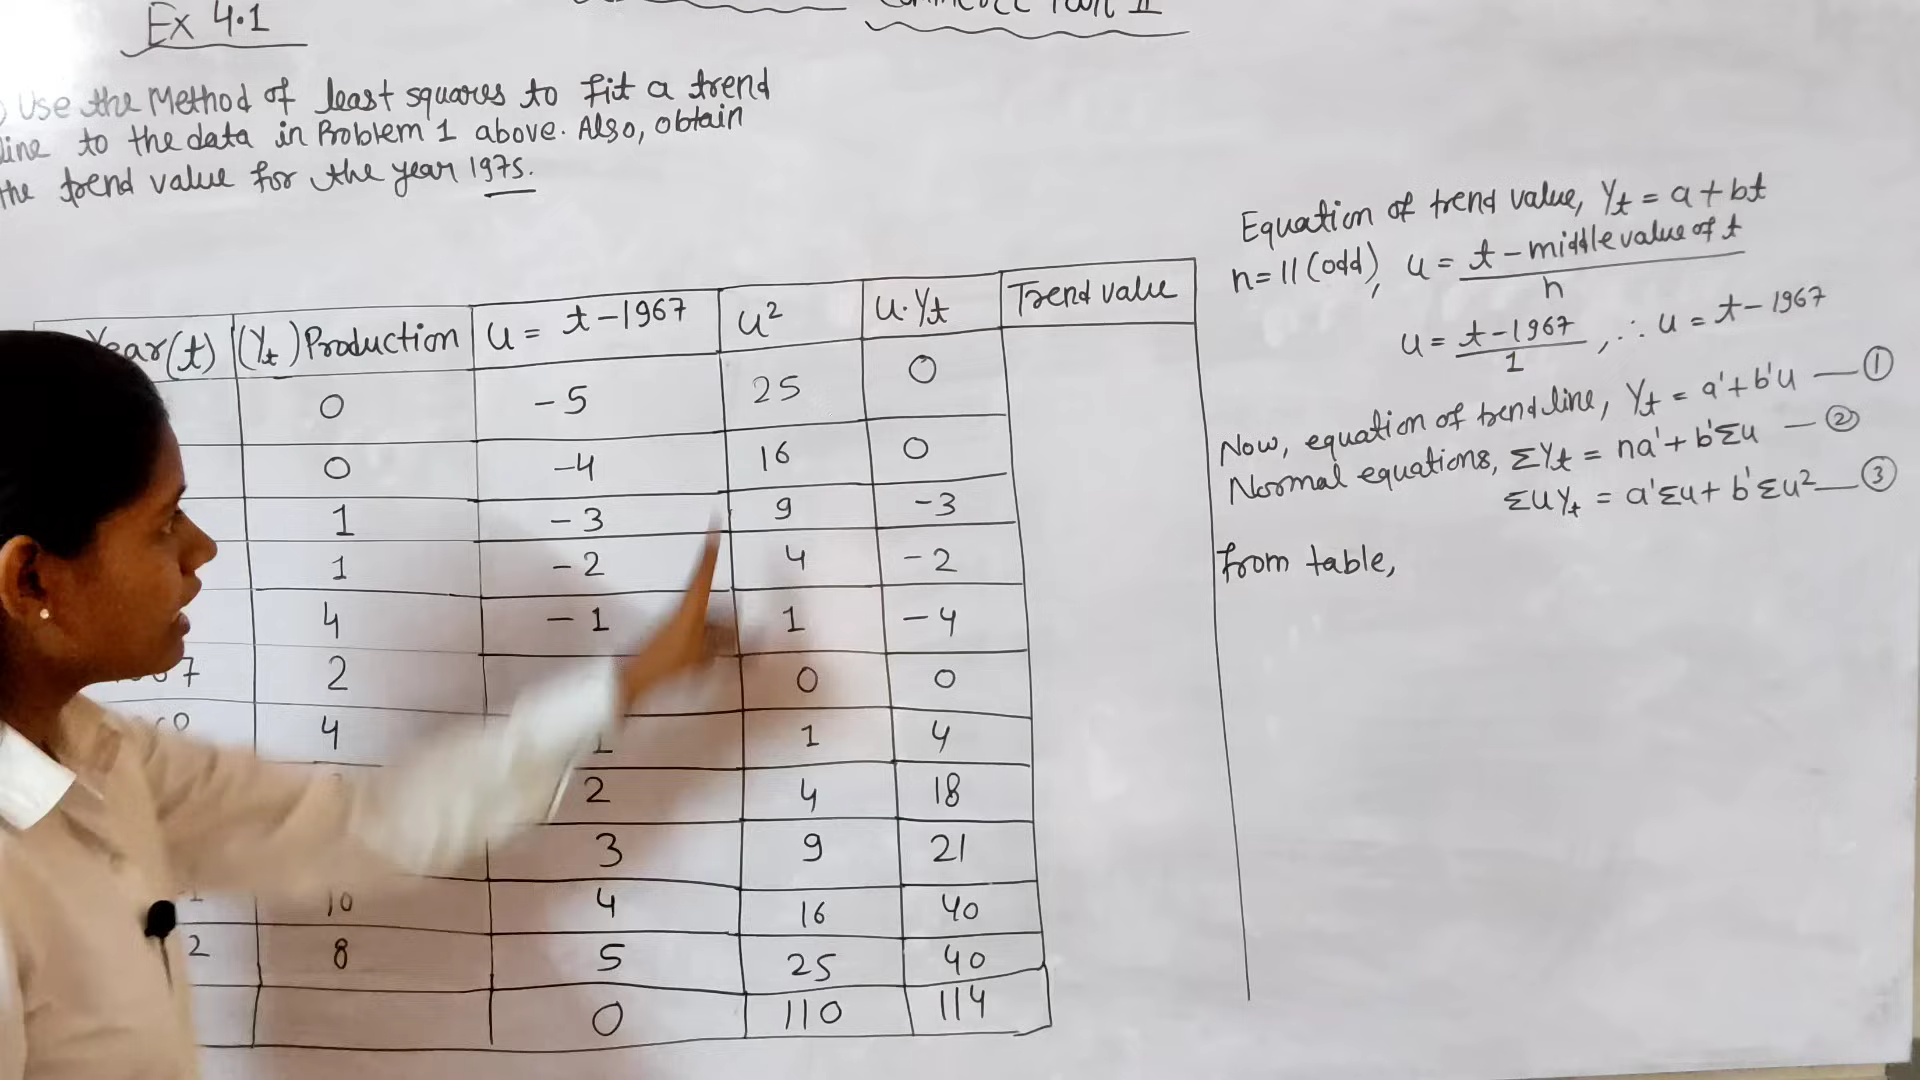 Ex 4.1
Use the Method of least squares to fit a trend
line to the data in Problem 1 above. Also, obtain
the trend value for the year 1975.
Equation of trend value, Yt = a + bt
n = 11 (odd), u = t - middle value of t / h
u = t - 1967 / 1 , ∴ u = t - 1967
Now, equation of trend line, Yt = a' + b'u — ①
Normal equations, ΣYt = na' + b'Σu — ②
ΣuYt = a'Σu + b'Σu² — ③
from table,
Year (t) (Yt) Production u = t - 1967 u² u.Yt Trend value
0 -5 25 0
0 -4 16 0
1 -3 9 -3
1 -2 4 -2
4 -1 1 -4
7 2 0 0
4 1 1 4
2 4 18
3 9 21
1 10 4 16 40
2 8 5 25 40
0 110 114